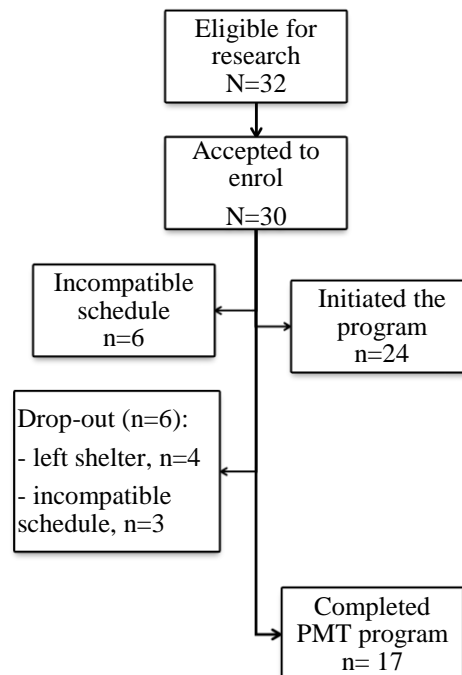 Eligible for
research
N=32
Accepted to
enrol
N=30
Incompatible
schedule
n=6
Initiated the
program
n=24
Drop-out (n=6):
- left shelter, n=4
- incompatible
schedule, n=3
Completed
PMT program
n= 17